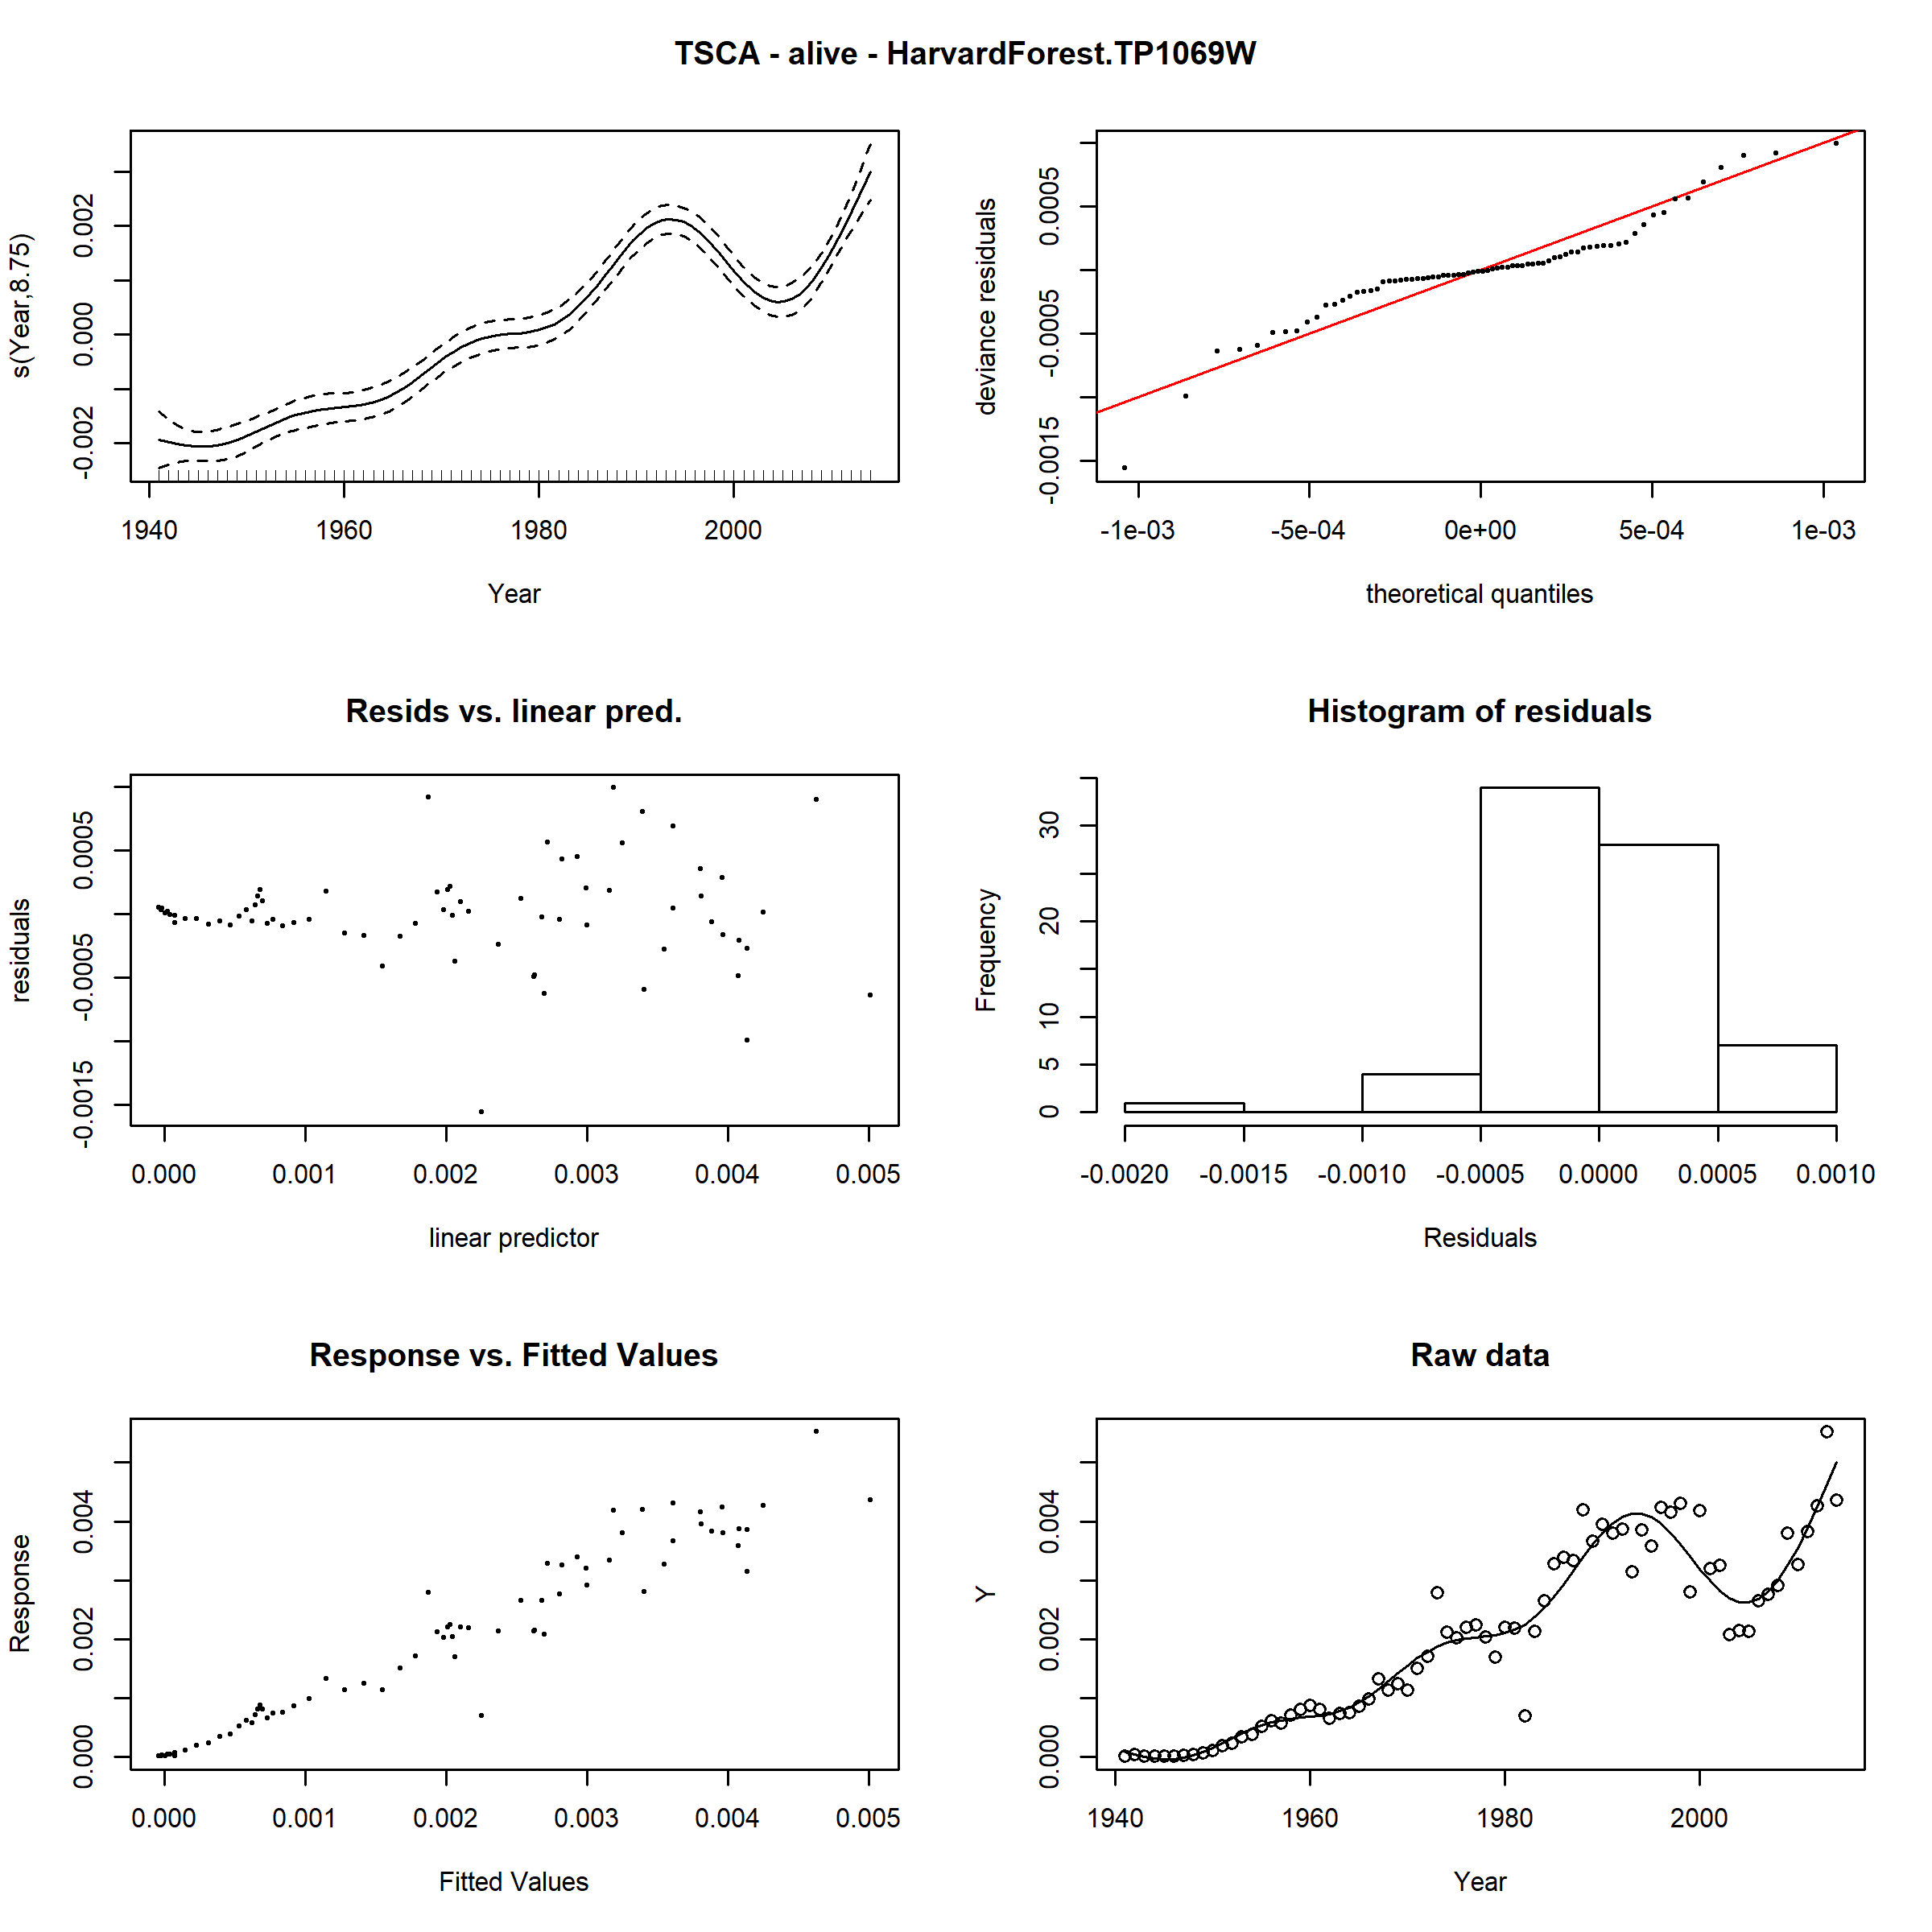 TSCA - alive - HarvardForest.TP1069W
s(Year,8.75)
-0.002 0.000 0.002
1940 1960 1980 2000
Year
deviance residuals
-0.0015 -0.0005 0.0005
-1e-03 -5e-04 0e+00 5e-04 1e-03
theoretical quantiles
Resids vs. linear pred.
residuals
-0.0015 -0.0005 0.0005
0.000 0.001 0.002 0.003 0.004 0.005
linear predictor
Histogram of residuals
Frequency
0 5 10 20 30
-0.0020 -0.0015 -0.0010 -0.0005 0.0000 0.0005 0.0010
Residuals
Response vs. Fitted Values
Response
0.000 0.002 0.004
0.000 0.001 0.002 0.003 0.004 0.005
Fitted Values
Raw data
Y
0.000 0.002 0.004
1940 1960 1980 2000
Year